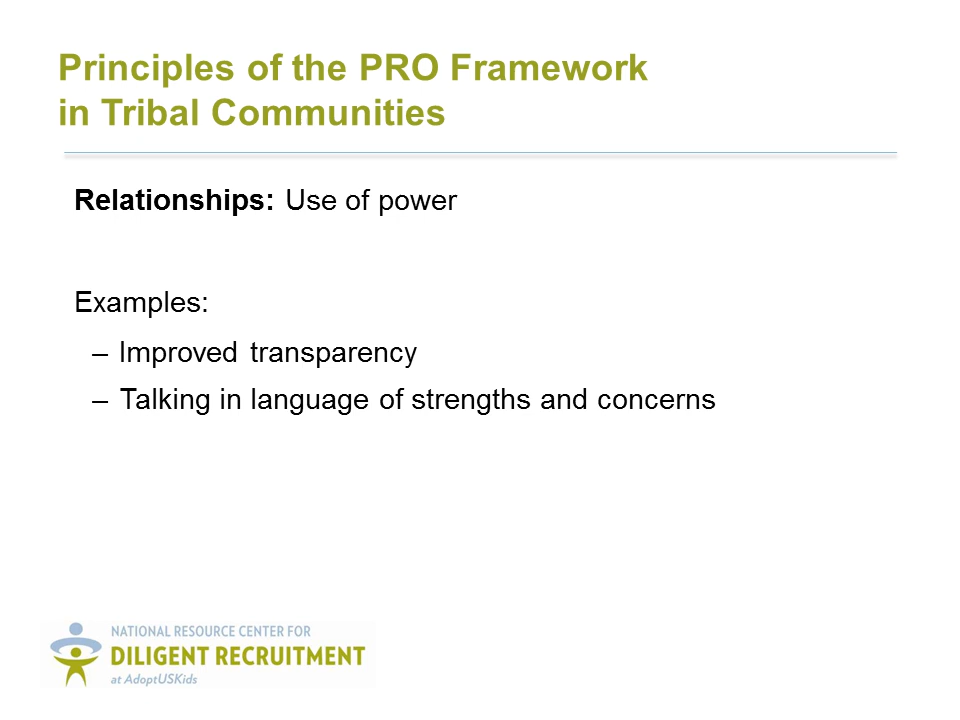 Principles of the PRO Framework
in Tribal Communities
Relationships: Use of power
Examples:
– Improved transparency
– Talking in language of strengths and concerns
NATIONAL RESOURCE CENTER FOR
DILIGENT RECRUITMENT
at AdoptUSKids